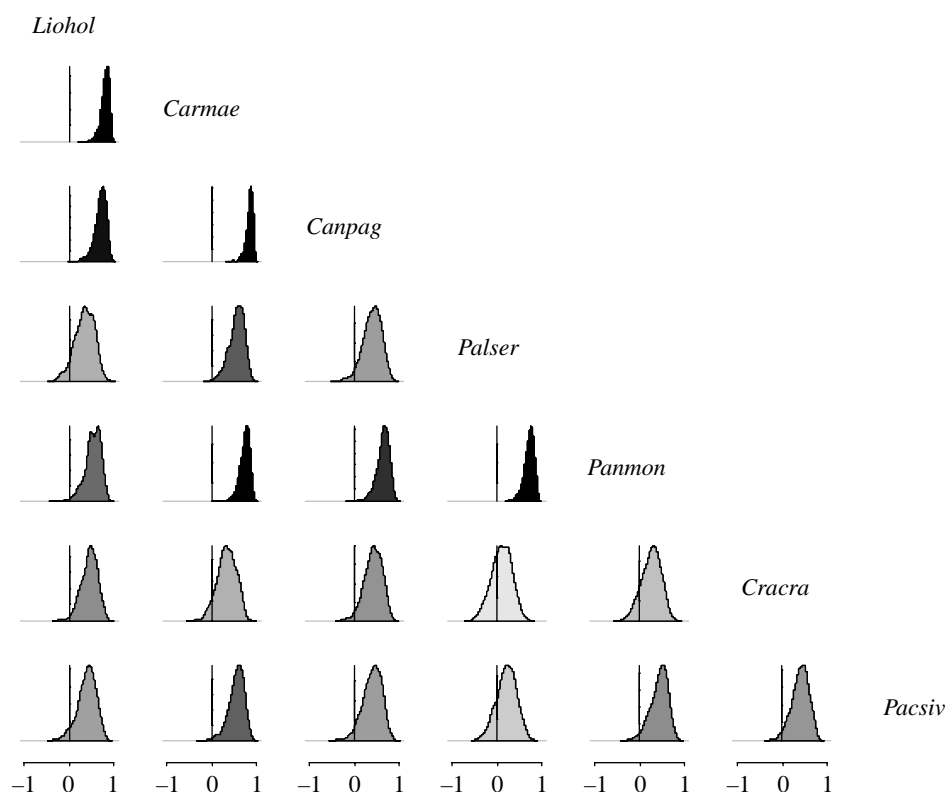 Liohol
Carmae
Canpag
Palser
Panmon
Cracra
Pacsiv
–1 0 1 –1 0 1 –1 0 1 –1 0 1 –1 0 1 –1 0 1